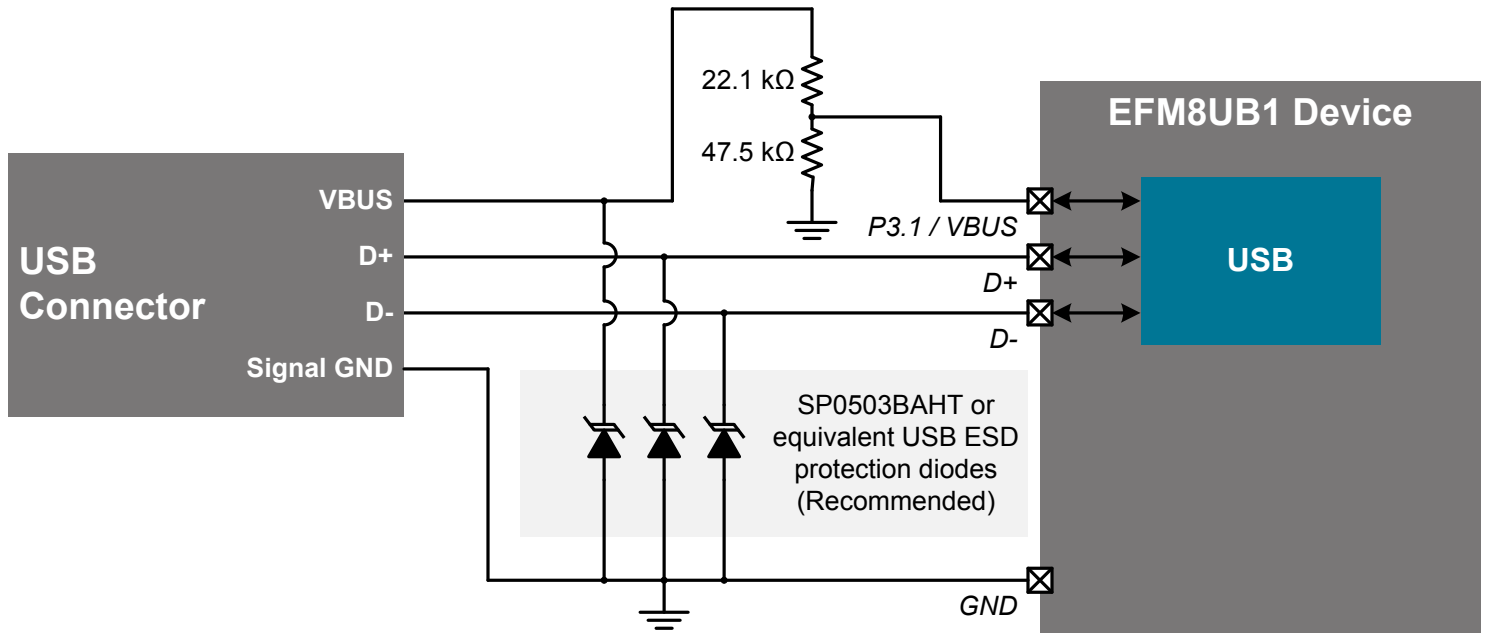 22.1 kΩ
47.5 kΩ
EFM8UB1 Device
USB
Connector
VBUS
D+
D-
Signal GND
P3.1 / VBUS
D+
D-
USB
SP0503BAHT or
equivalent USB ESD
protection diodes
(Recommended)
GND